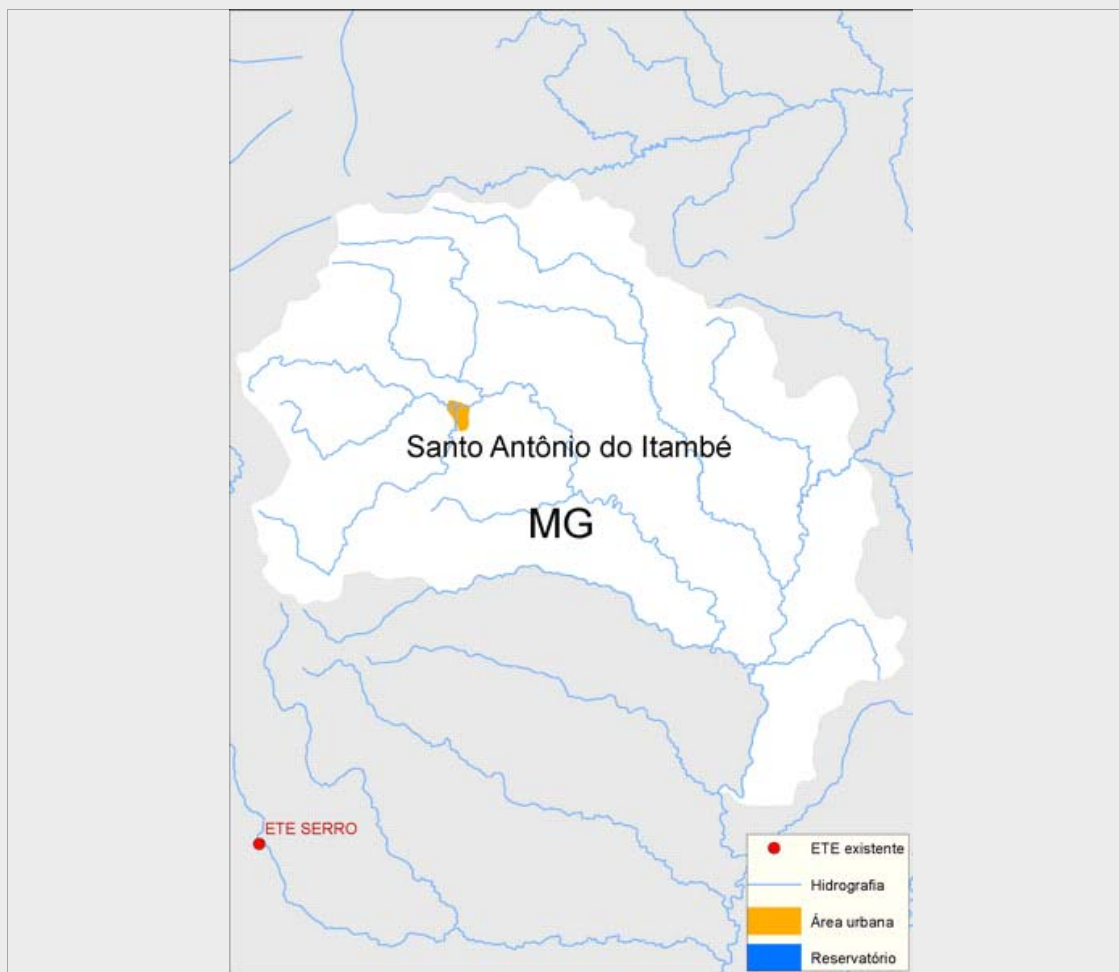 Santo Antônio do Itambé
MG
ETE SERRO
ETE existente
Hidrografia
Área urbana
Reservatório